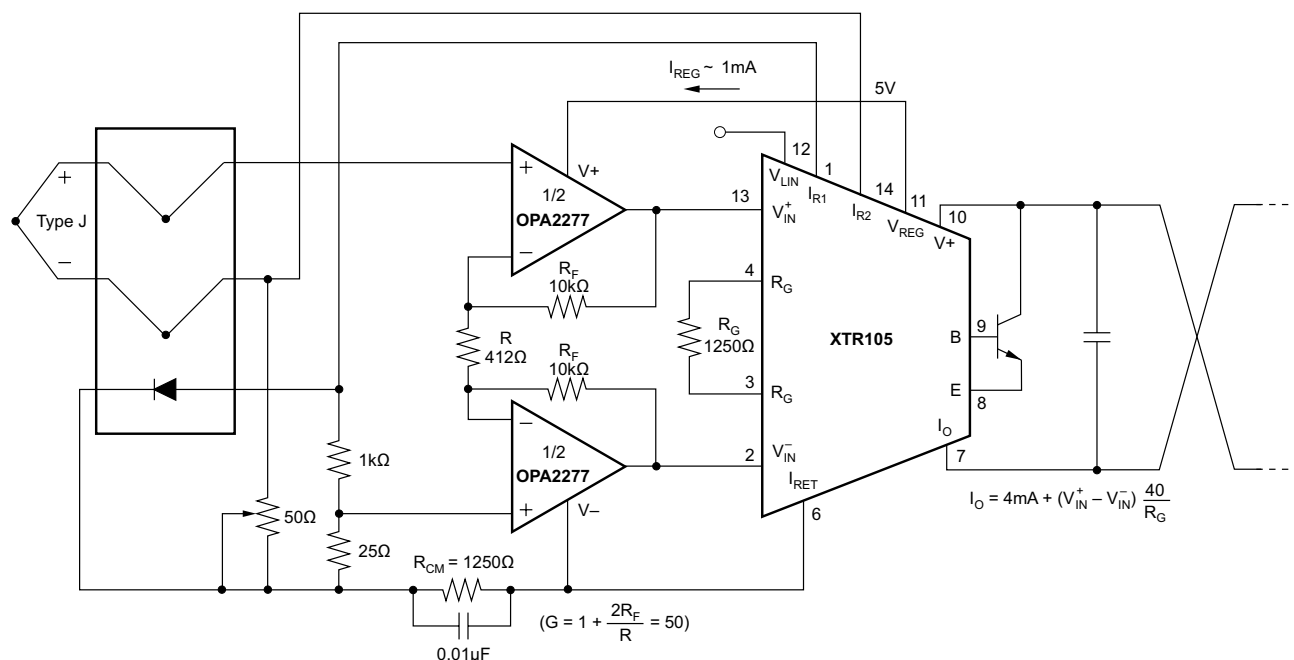 I_REG ~ 1mA
5V
Type J
+
–
+
–
V+
1/2
OPA2277
R_F
10kΩ
R
412Ω
R_F
10kΩ
–
+
1/2
OPA2277
V–
1kΩ
25Ω
50Ω
R_CM = 1250Ω
0.01µF
(G = 1 + 2R_F / R = 50)
13
4
3
2
R_G
1250Ω
12
1
14
11
10
V_LIN
I_R1
I_R2
V_REG
V+
V_IN^+
R_G
XTR105
R_G
V_IN^–
I_RET
6
B
9
E
8
I_O
7
I_O = 4mA + (V_IN^+ – V_IN^–) 40 / R_G